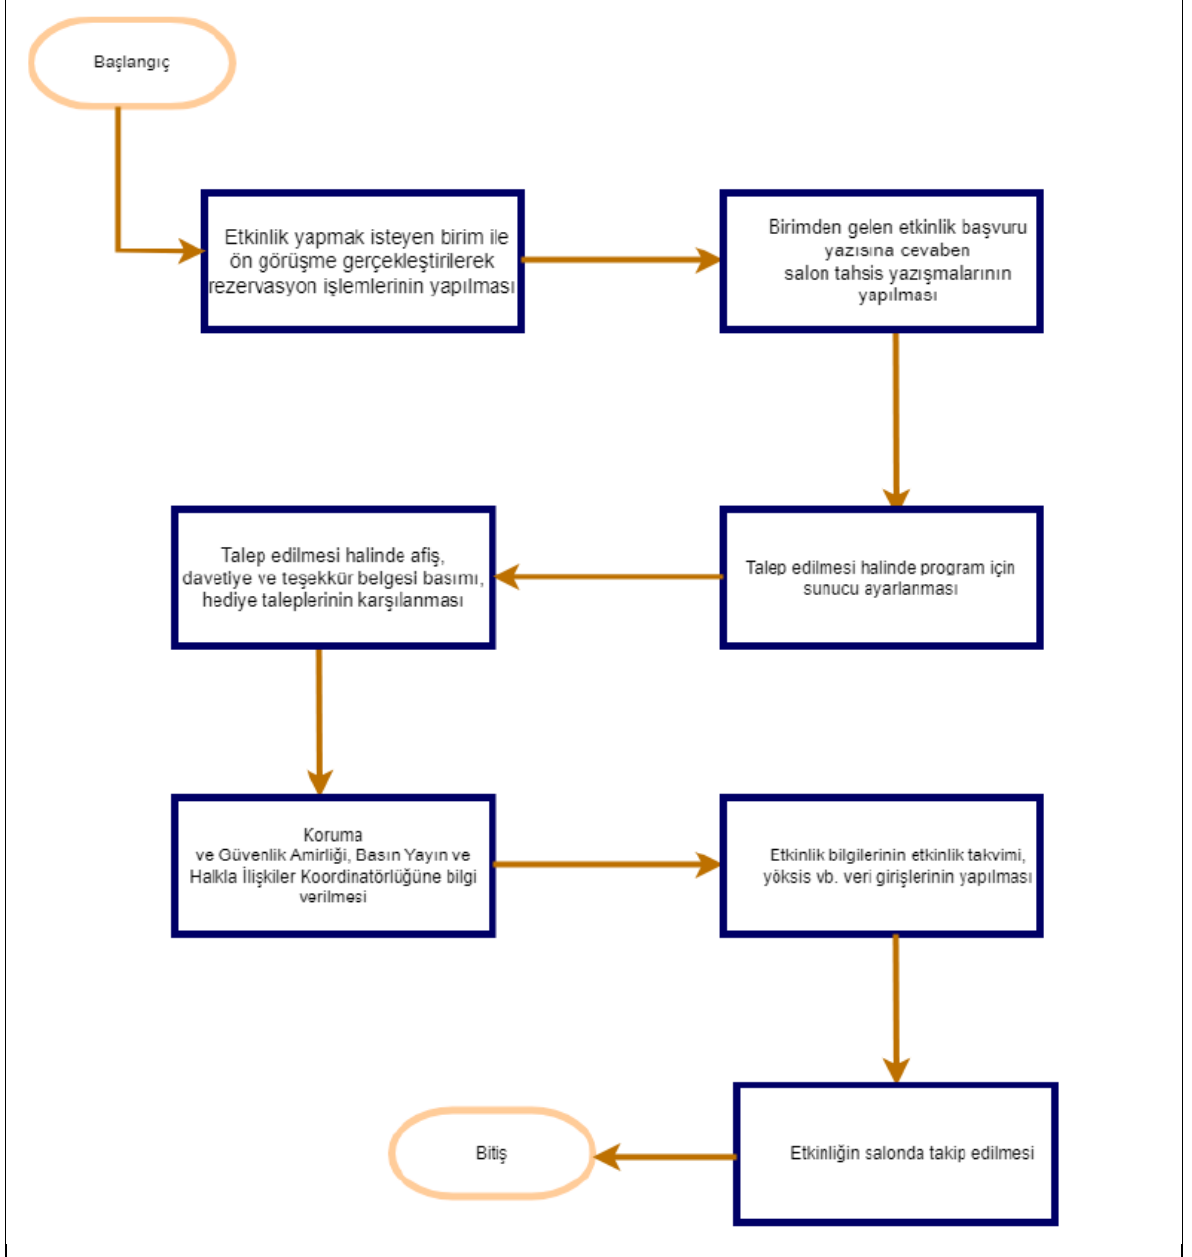 Başlangıç
Etkinlik yapmak isteyen birim ile
ön görüşme gerçekleştirilerek
rezervasyon işlemlerinin yapılması
Birimden gelen etkinlik başvuru
yazısına cevaben
salon tahsis yazışmalarının
yapılması
Talep edilmesi halinde program için
sunucu ayarlanması
Talep edilmesi halinde afiş,
davetiye ve teşekkür belgesi basımı,
hediye taleplerinin karşılanması
Koruma
ve Güvenlik Amirliği, Basın Yayın ve
Halkla İlişkiler Koordinatörlüğüne bilgi
verilmesi
Etkinlik bilgilerinin etkinlik takvimi,
yöksis vb. veri girişlerinin yapılması
Etkinliğin salonda takip edilmesi
Bitiş